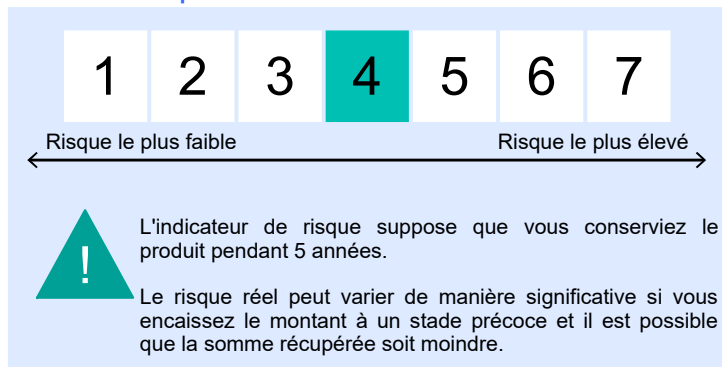 1 2 3 4 5 6 7
Risque le plus faible Risque le plus élevé
!
L'indicateur de risque suppose que vous conserviez le
produit pendant 5 années.
Le risque réel peut varier de manière significative si vous
encaissez le montant à un stade précoce et il est possible
que la somme récupérée soit moindre.